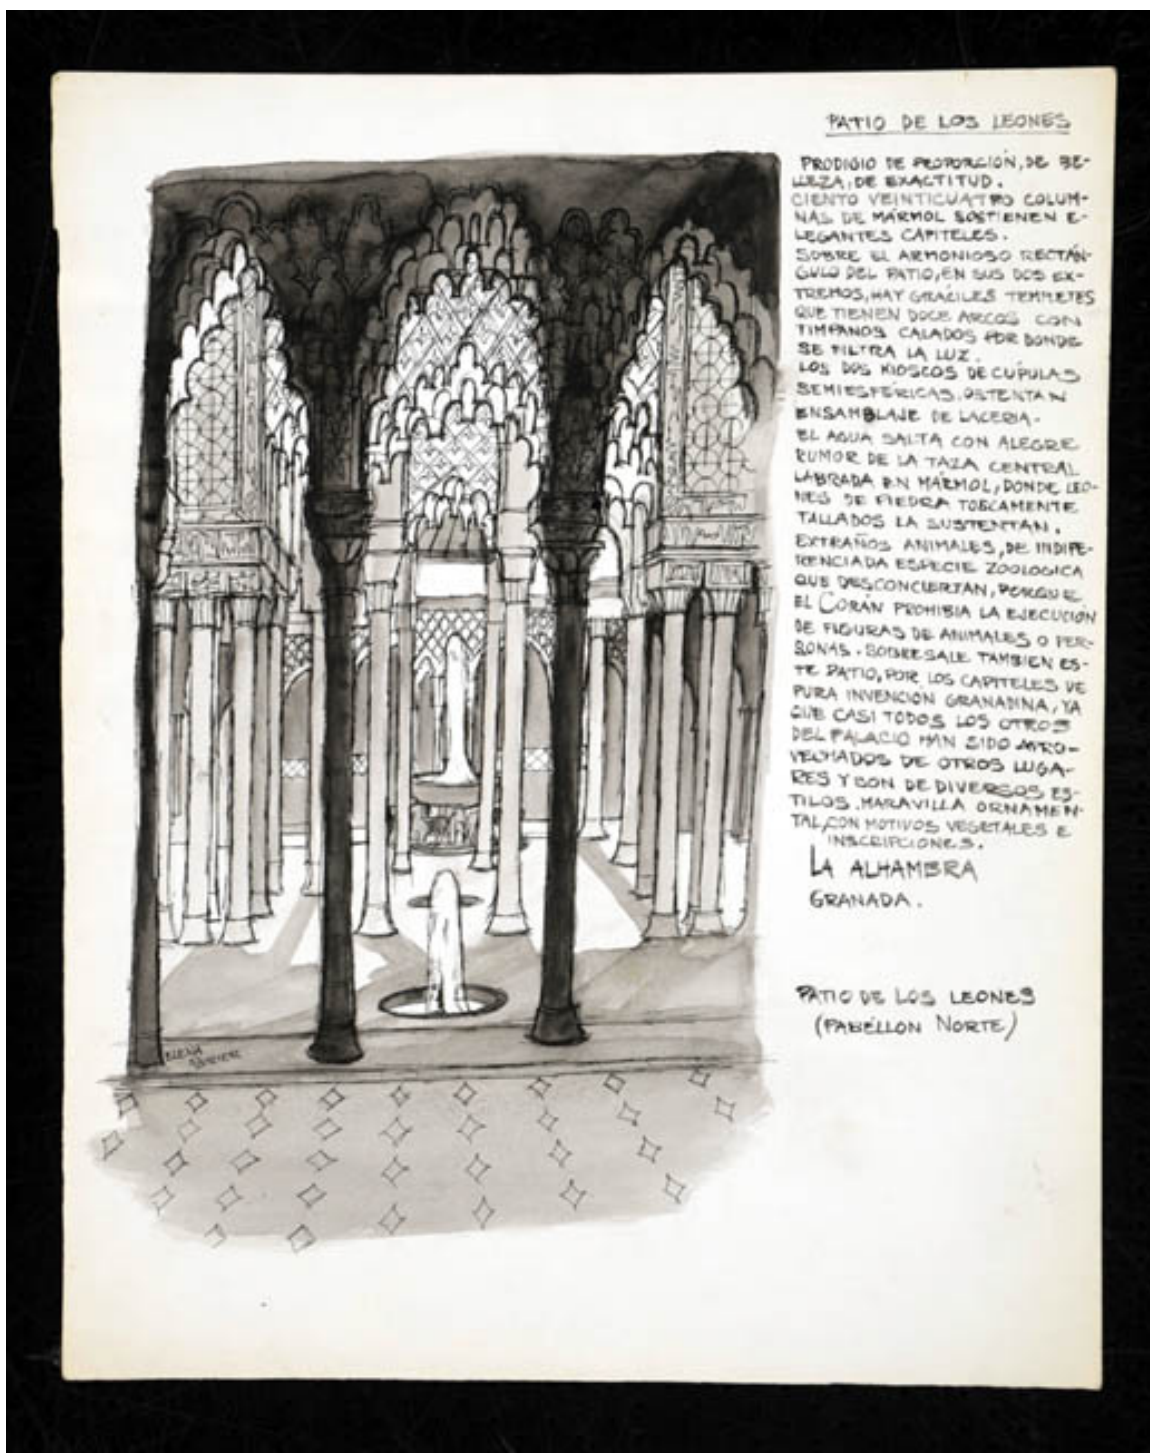 PATIO DE LOS LEONES
PRODIGIO DE PROPORCIÓN, DE BE-
LLEZA, DE EXACTITUD.
CIENTO VEINTICUATRO COLUM-
NAS DE MÁRMOL SOSTIENEN E-
LEGANTES CAPITELES.
SOBRE EL ARMONIOSO RECTÁN-
GULO DEL PATIO, EN SUS DOS EX-
TREMOS, HAY GRÁCILES TEMPLETES
QUE TIENEN DOCE ARCOS CON
TIMPANOS CALADOS POR DONDE
SE FILTRA LA LUZ.
LOS DOS KIOSCOS DE CÚPULAS
SEMIESFÉRICAS, OSTENTAN
ENSAMBLAJE DE LACERIA.
EL AGUA SALTA CON ALEGRE
RUMOR DE LA TAZA CENTRAL
LABRADA EN MÁRMOL, DONDE LEO-
NES DE PIEDRA TOSCAMENTE
TALLADOS LA SUSTENTAN.
EXTRAÑOS ANIMALES, DE INDIFE-
RENCIADA ESPECIE ZOOLOGICA
QUE DESCONCIERTAN, PORQUE
EL CORÁN PROHIBIA LA EJECUCIÓN
DE FIGURAS DE ANIMALES O PER-
SONAS. SOBRESALE TAMBIEN ES-
TE PATIO, POR LOS CAPITELES DE
PURA INVENCION GRANADINA, YA
QUE CASI TODOS LOS OTROS
DEL PALACIO HAN SIDO APRO-
VECHADOS DE OTROS LUGA-
RES Y SON DE DIVERSOS ES-
TILOS. MARAVILLA ORNAMEN-
TAL, CON MOTIVOS VEGETALES E
INSCRIPCIONES.
LA ALHAMBRA
GRANADA.
PATIO DE LOS LEONES
(PABELLON NORTE)
ELENA